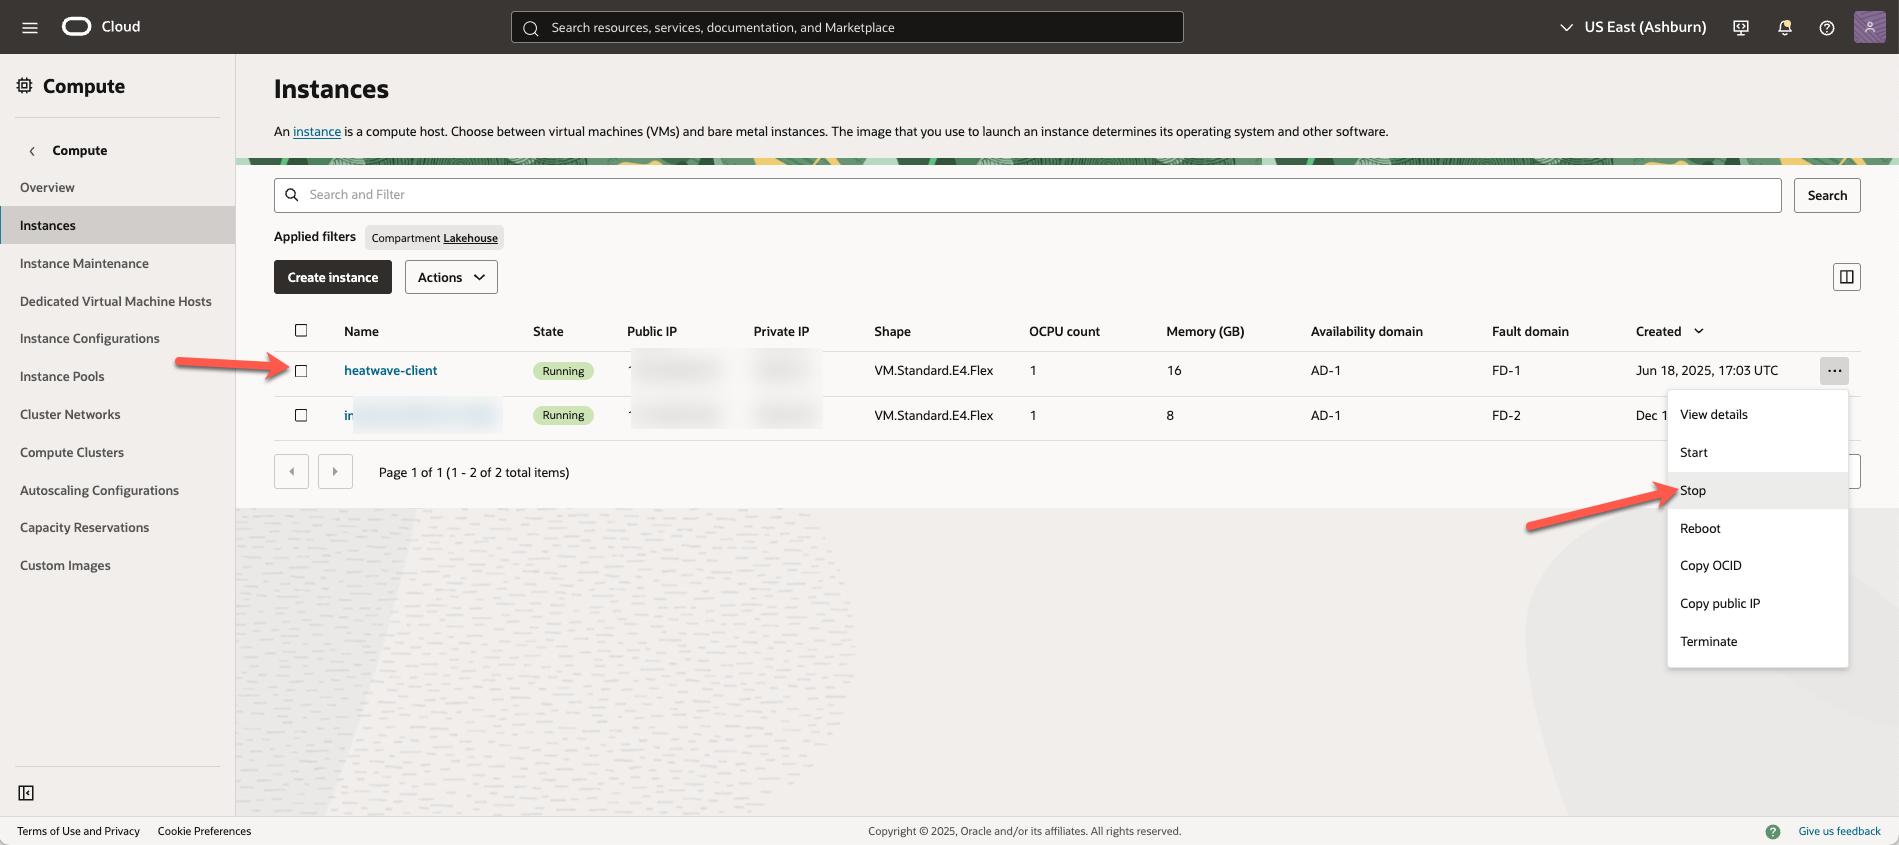 Cloud
Search resources, services, documentation, and Marketplace
US East (Ashburn)
Compute
Compute
Overview
Instances
Instance Maintenance
Dedicated Virtual Machine Hosts
Instance Configurations
Instance Pools
Cluster Networks
Compute Clusters
Autoscaling Configurations
Capacity Reservations
Custom Images
Instances
An instance is a compute host. Choose between virtual machines (VMs) and bare metal instances. The image that you use to launch an instance determines its operating system and other software.
Search and Filter
Search
Applied filters Compartment Lakehouse
Create instance Actions
Name State Public IP Private IP Shape OCPU count Memory (GB) Availability domain Fault domain Created
heatwave-client Running VM.Standard.E4.Flex 1 16 AD-1 FD-1 Jun 18, 2025, 17:03 UTC
Running VM.Standard.E4.Flex 1 8 AD-1 FD-2 Dec 1
Page 1 of 1 (1 - 2 of 2 total items)
View details
Start
Stop
Reboot
Copy OCID
Copy public IP
Terminate
Terms of Use and Privacy Cookie Preferences
Copyright © 2025, Oracle and/or its affiliates. All rights reserved.
Give us feedback